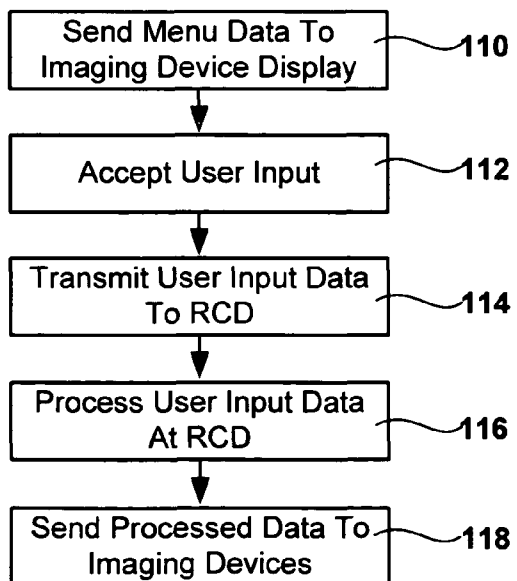 Send Menu Data To
Imaging Device Display
110
Accept User Input
112
Transmit User Input Data
To RCD
114
Process User Input Data
At RCD
116
Send Processed Data To
Imaging Devices
118